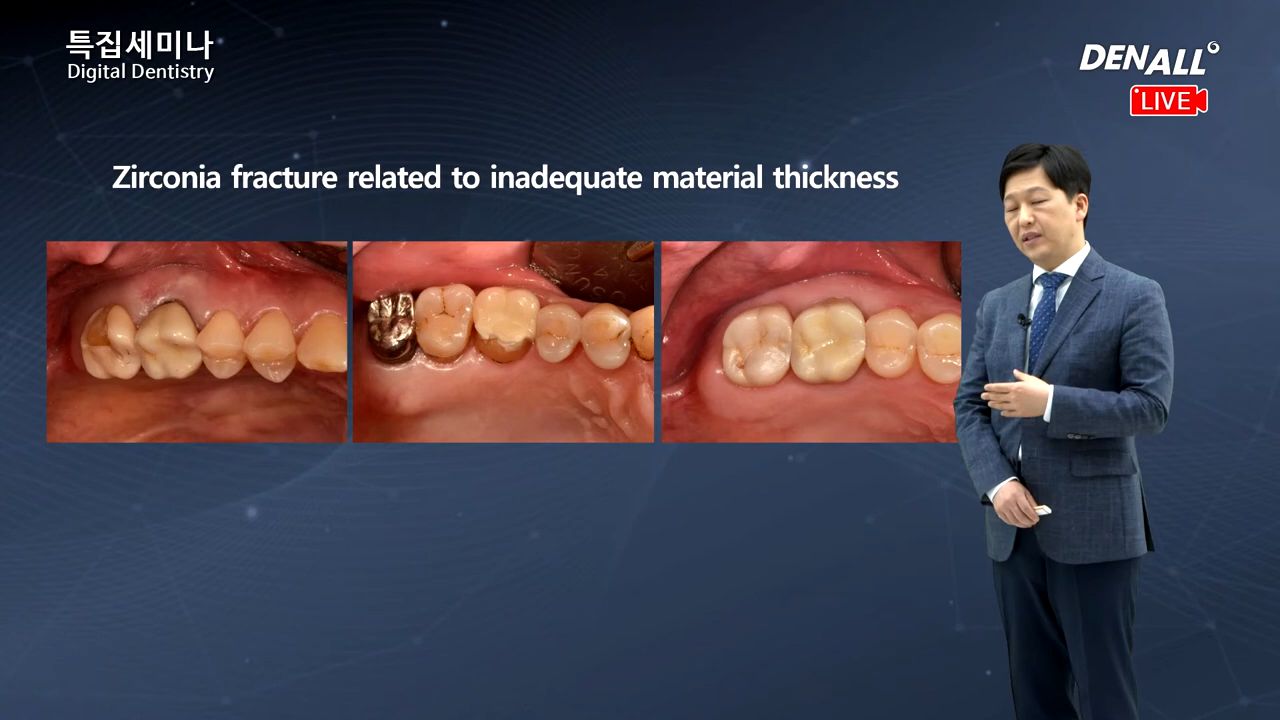 특집세미나
Digital Dentistry
DENALL
LIVE
Zirconia fracture related to inadequate material thickness